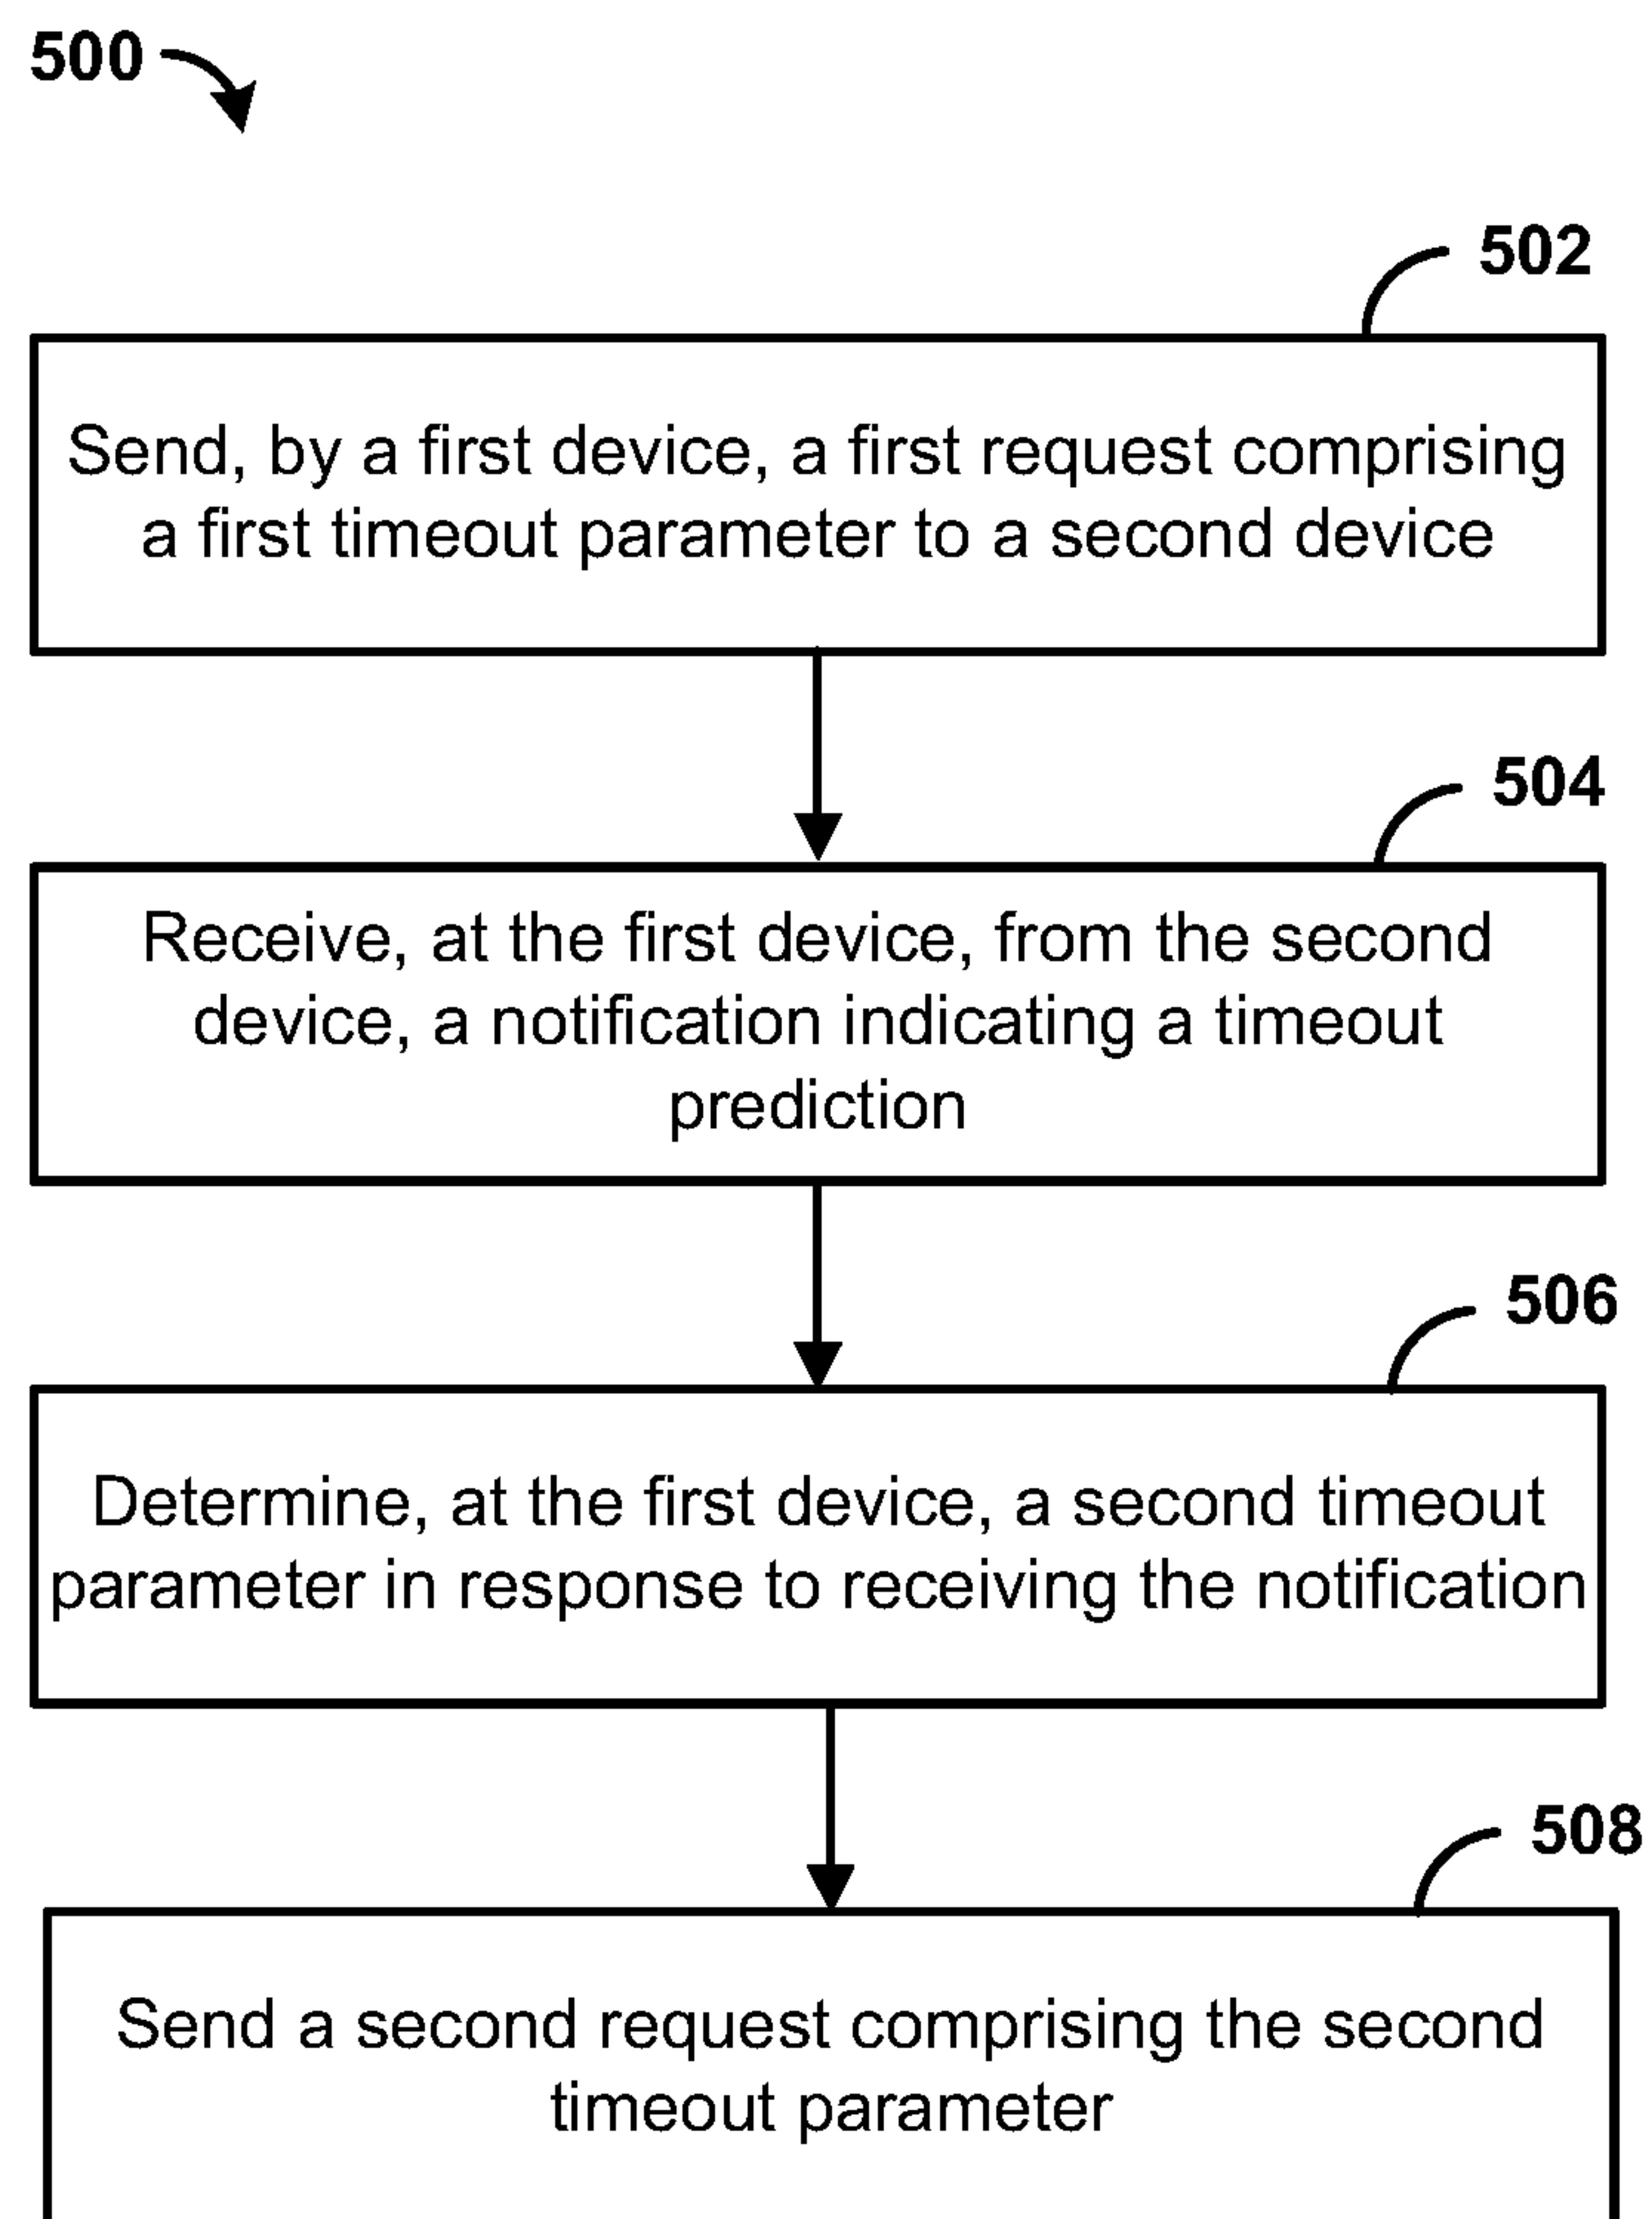 500
502
Send, by a first device, a first request comprising
a first timeout parameter to a second device
504
Receive, at the first device, from the second
device, a notification indicating a timeout
prediction
506
Determine, at the first device, a second timeout
parameter in response to receiving the notification
508
Send a second request comprising the second
timeout parameter